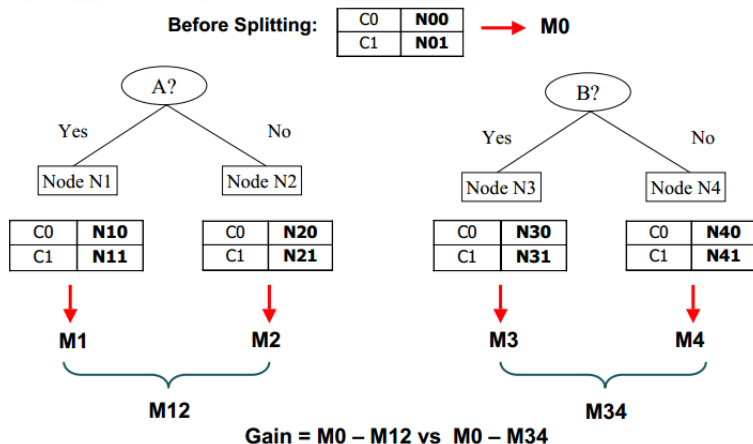 Before Splitting: C0 N00 M0
C1 N01
A? B?
Yes No Yes No
Node N1 Node N2 Node N3 Node N4
C0 N10 C0 N20 C0 N30 C0 N40
C1 N11 C1 N21 C1 N31 C1 N41
M1 M2 M3 M4
M12 M34
Gain = M0 – M12 vs M0 – M34